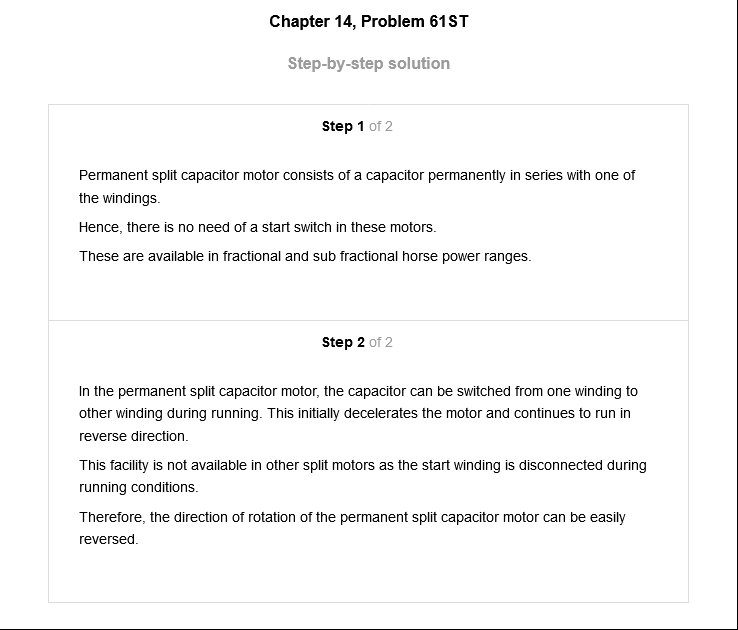 Chapter 14, Problem 61ST
Step-by-step solution
Step 1 of 2
Permanent split capacitor motor consists of a capacitor permanently in series with one of
the windings.
Hence, there is no need of a start switch in these motors.
These are available in fractional and sub fractional horse power ranges.
Step 2 of 2
In the permanent split capacitor motor, the capacitor can be switched from one winding to
other winding during running. This initially decelerates the motor and continues to run in
reverse direction.
This facility is not available in other split motors as the start winding is disconnected during
running conditions.
Therefore, the direction of rotation of the permanent split capacitor motor can be easily
reversed.